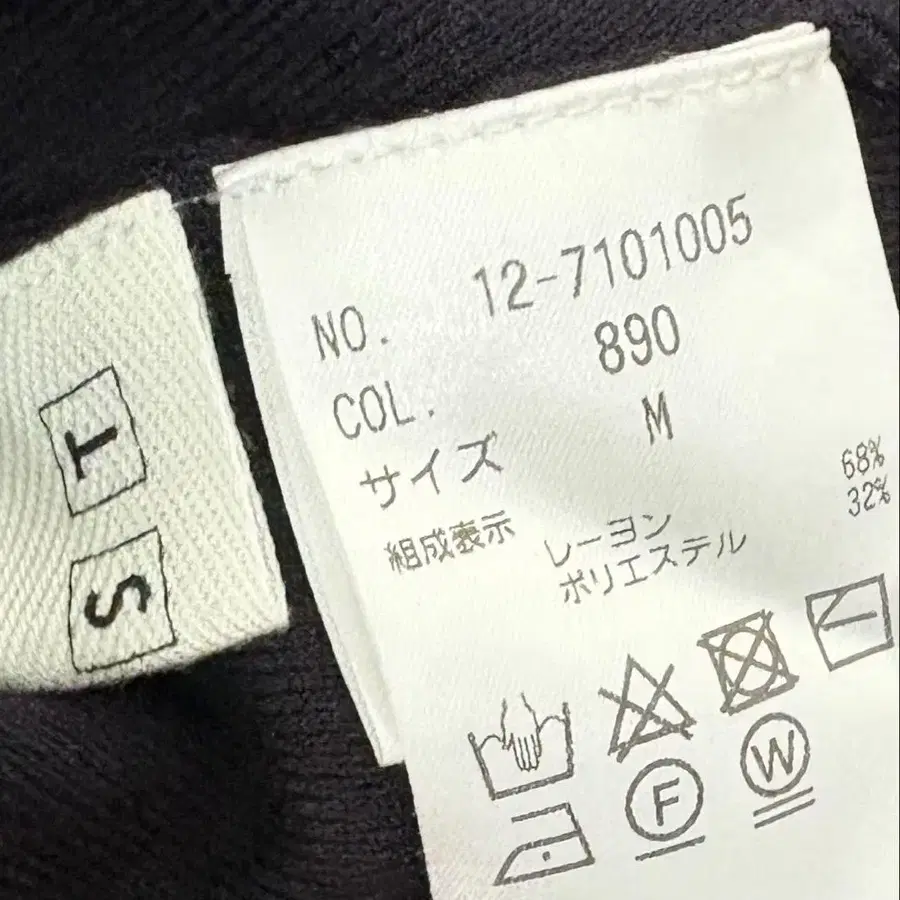 NO. 12-7101005
COL. 890
サイズ M
組成表示 レーヨン 68%
ポリエステル 32%
F
W
T
S